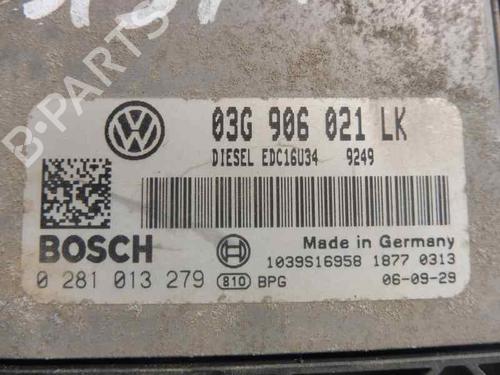 03G 906 021 LK
DIESEL EDC16U34 9249
BOSCH
Made in Germany
1039S16958 1877 0313
0 281 013 279 810 BPG 06-09-29